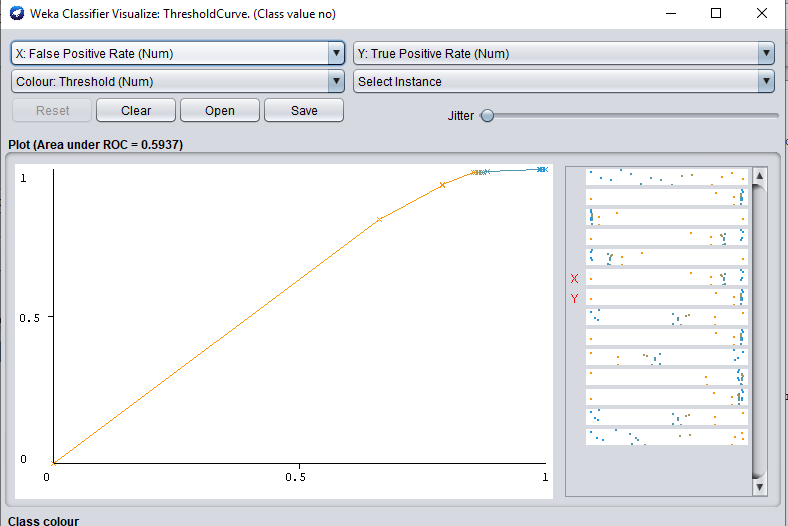 Weka Classifier Visualize: ThresholdCurve. (Class value no)
X: False Positive Rate (Num) Y: True Positive Rate (Num)
Colour: Threshold (Num) Select Instance
Reset Clear Open Save Jitter
Plot (Area under ROC = 0.5937)
1
X
Y
0.5
0
0 0.5 1
Class colour